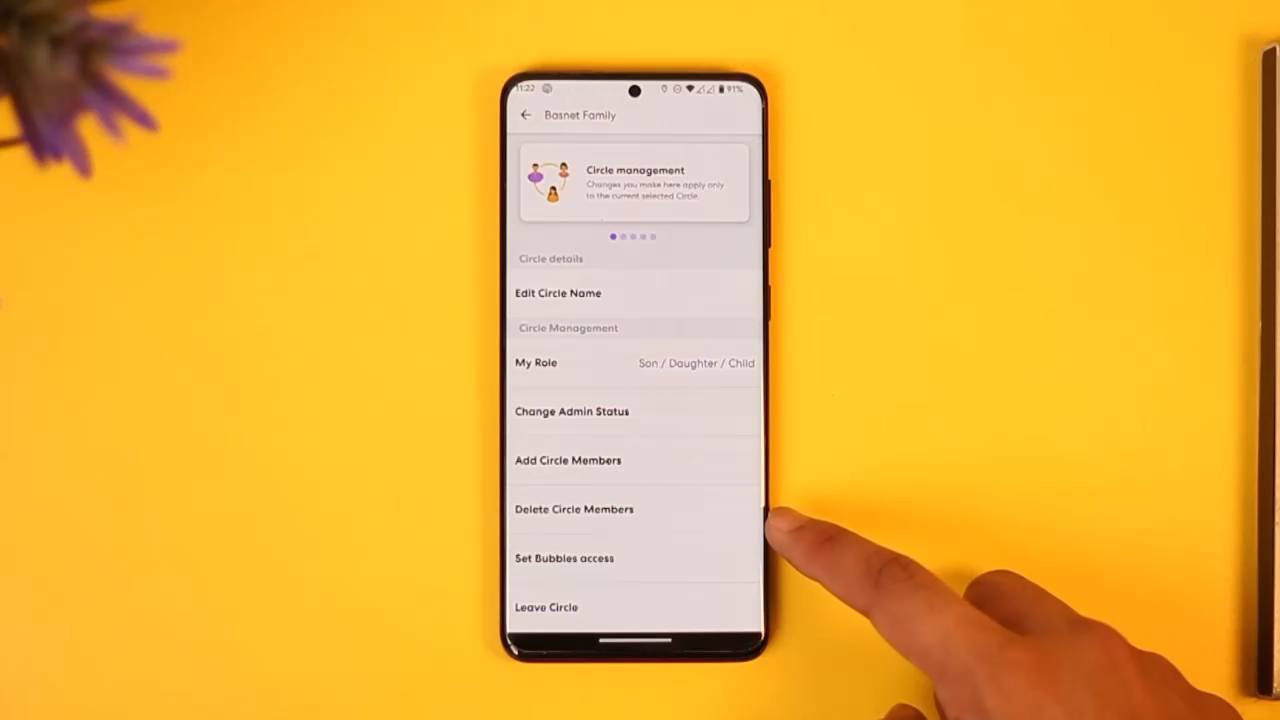 11:22 91%
Basnet Family
Circle management
Changes you make here apply only
to the current selected Circle.
Circle details
Edit Circle Name
Circle Management
My Role Son / Daughter / Child
Change Admin Status
Add Circle Members
Delete Circle Members
Set Bubbles access
Leave Circle